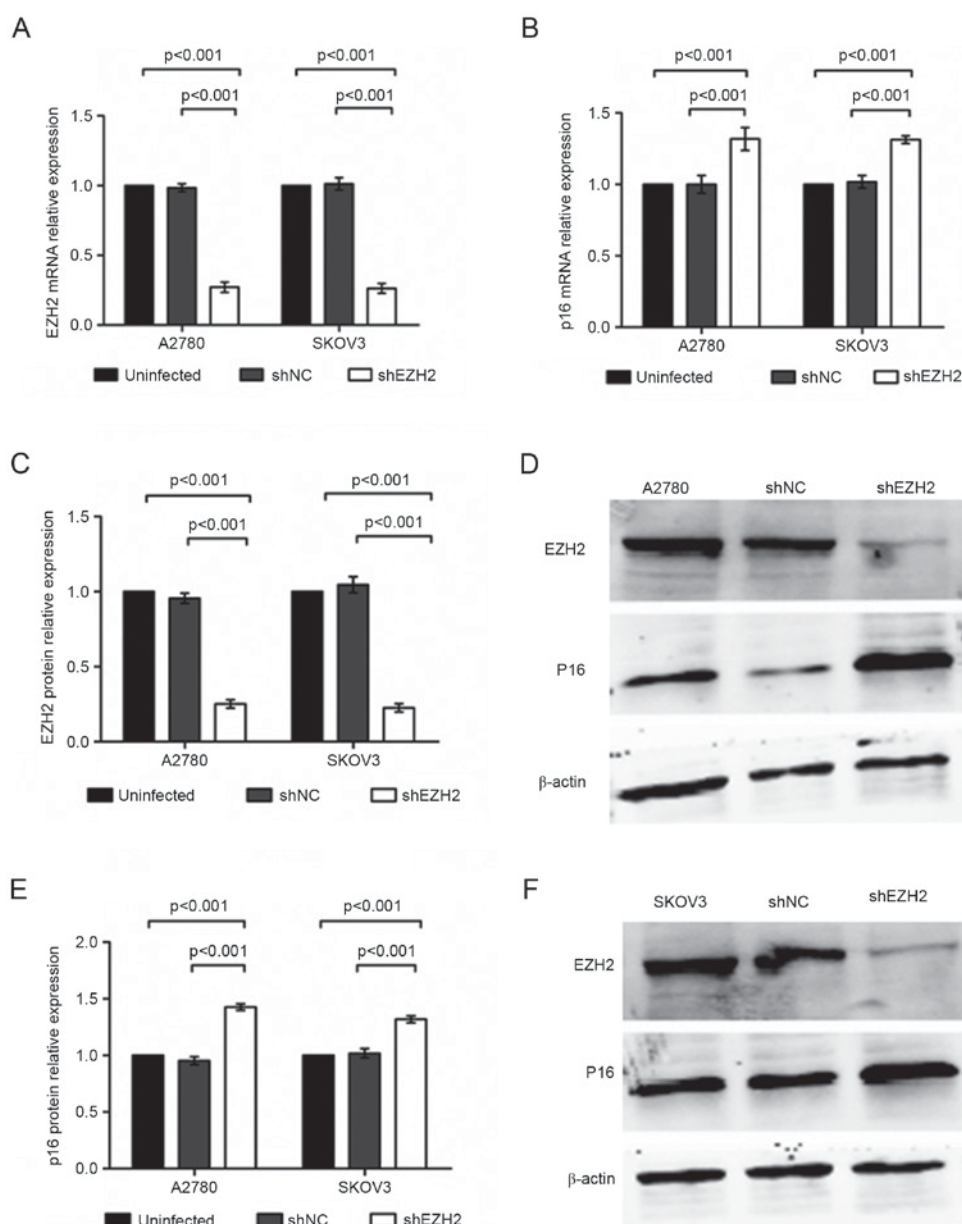 A
p<0.001 p<0.001
p<0.001 p<0.001
EZH2 mRNA relative expression
1.5
1.0
0.5
0.0
A2780 SKOV3
Uninfected shNC shEZH2
B
p<0.001 p<0.001
p<0.001 p<0.001
p16 mRNA relative expression
1.5
1.0
0.5
0.0
A2780 SKOV3
Uninfected shNC shEZH2
C
p<0.001 p<0.001
p<0.001 p<0.001
EZH2 protein relative expression
1.5
1.0
0.5
0.0
A2780 SKOV3
Uninfected shNC shEZH2
D
A2780 shNC shEZH2
EZH2
P16
β-actin
E
p<0.001 p<0.001
p<0.001 p<0.001
p16 protein relative expression
2.0
1.5
1.0
0.5
0.0
A2780 SKOV3
Uninfected shNC shEZH2
F
SKOV3 shNC shEZH2
EZH2
P16
β-actin